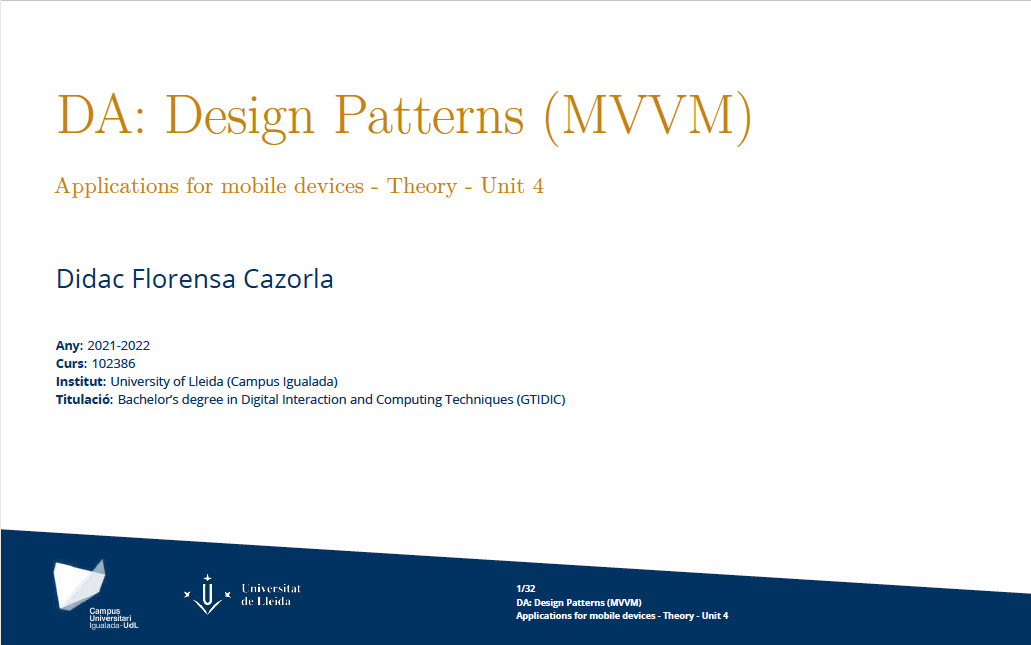 DA: Design Patterns (MVVM)
Applications for mobile devices - Theory - Unit 4
Didac Florensa Cazorla
Any: 2021-2022
Curs: 102386
Institut: University of Lleida (Campus Igualada)
Titulació: Bachelor's degree in Digital Interaction and Computing Techniques (GTIDIC)
Campus
Universitari
Igualada-UdL
Universitat
de Lleida
1/32
DA: Design Patterns (MVVM)
Applications for mobile devices - Theory - Unit 4